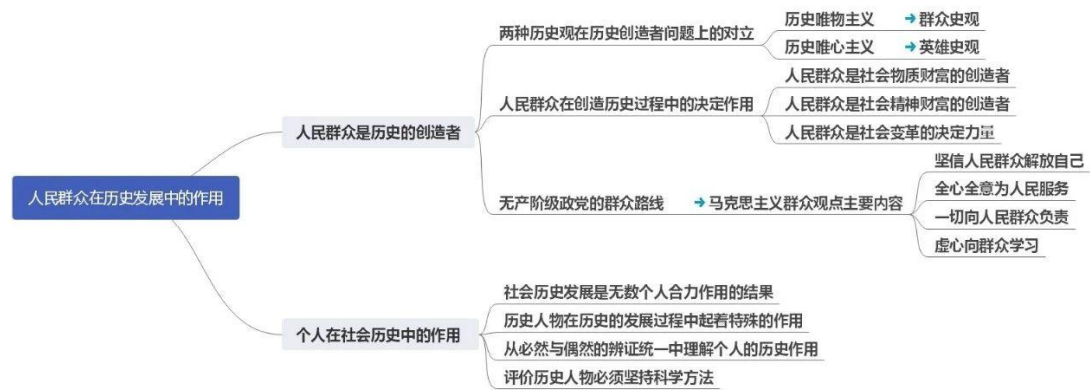 人民群众在历史发展中的作用
人民群众是历史的创造者
两种历史观在历史创造者问题上的对立
历史唯物主义 ➔ 群众史观
历史唯心主义 ➔ 英雄史观
人民群众在创造历史过程中的决定作用
人民群众是社会物质财富的创造者
人民群众是社会精神财富的创造者
人民群众是社会变革的决定力量
无产阶级政党的群众路线 ➔ 马克思主义群众观点主要内容
坚信人民群众解放自己
全心全意为人民服务
一切向人民群众负责
虚心向群众学习
个人在社会历史中的作用
社会历史发展是无数个人合力作用的结果
历史人物在历史的发展过程中起着特殊的作用
从必然与偶然的辨证统一中理解个人的历史作用
评价历史人物必须坚持科学方法